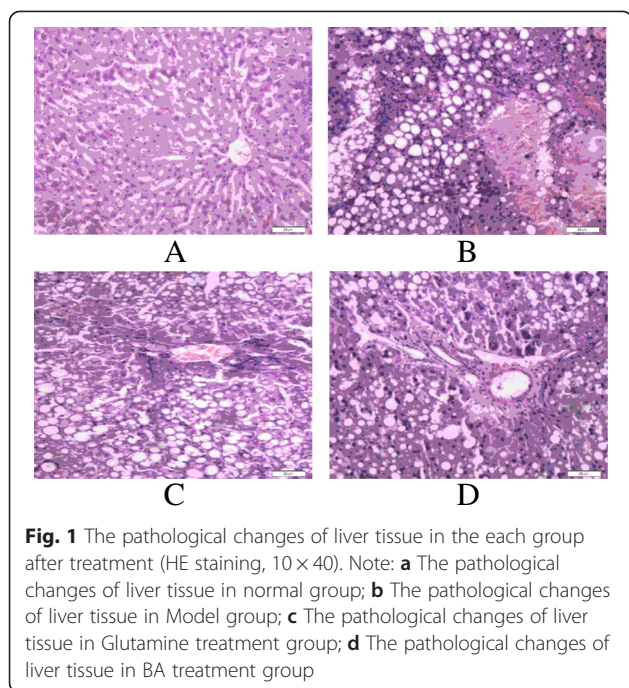 A
B
C
D
Fig. 1 The pathological changes of liver tissue in the each group
after treatment (HE staining, 10 × 40). Note: a The pathological
changes of liver tissue in normal group; b The pathological changes
of liver tissue in Model group; c The pathological changes of liver
tissue in Glutamine treatment group; d The pathological changes of
liver tissue in BA treatment group